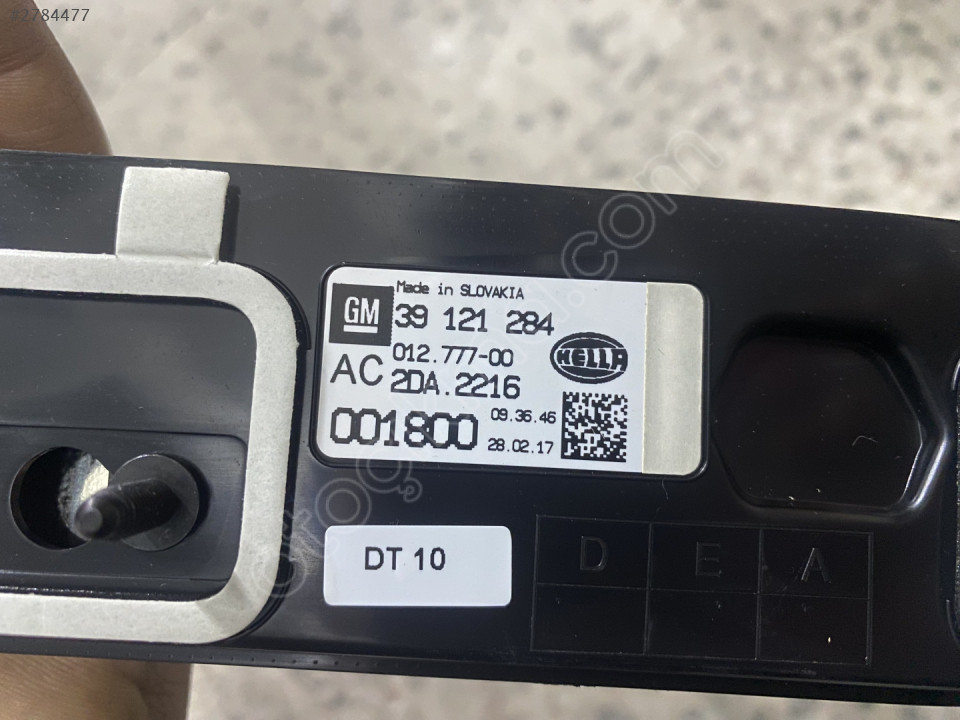 #2784477
Made in SLOVAKIA
GM
39 121 284
012.777-00
HELLA
AC
2DA.2216
001800
09.36.46
28.02.17
DT 10
D E A